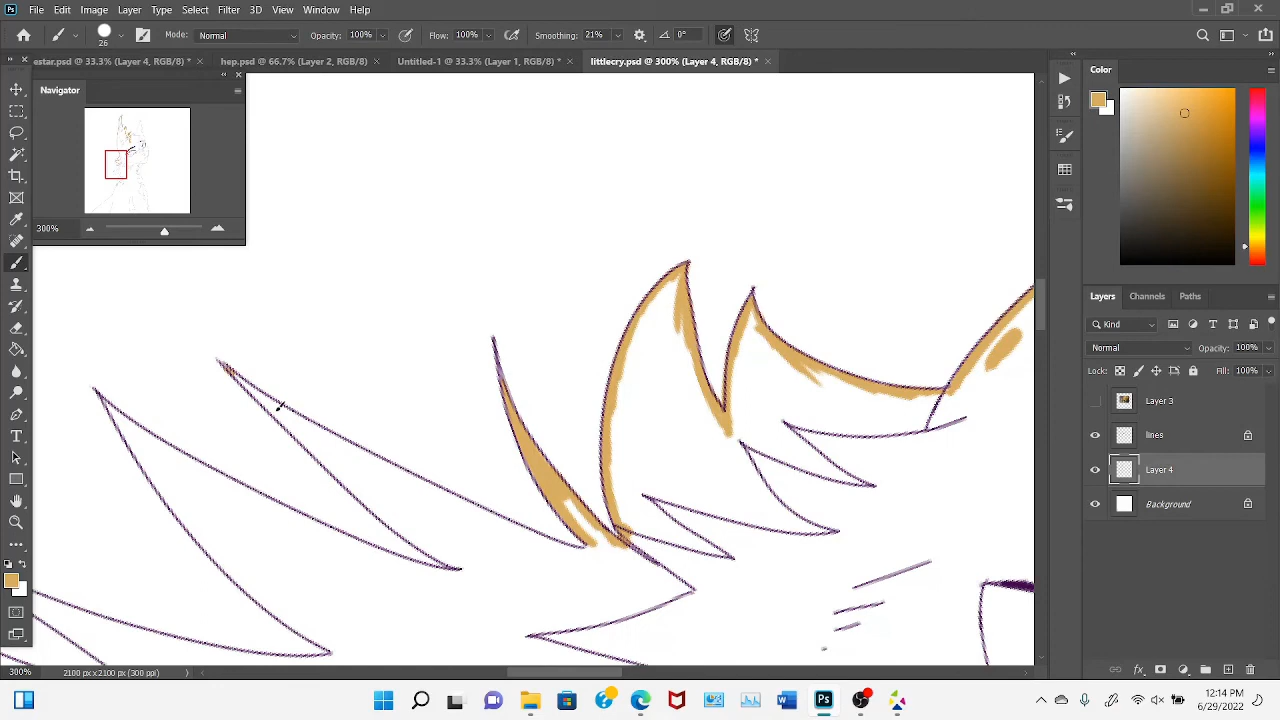 Ps File Edit Image Layer Type Select Filter 3D View Window Help
26 Mode: Normal Opacity: 100% Flow: 100% Smoothing: 21% 0°
estar.psd @ 33.3% (Layer 4, RGB/8) * × hep.psd @ 66.7% (Layer 2, RGB/8) × Untitled-1 @ 33.3% (Layer 1, RGB/8) * × littlecry.psd @ 300% (Layer 4, RGB/8) * ×
Navigator
300%
Color
Layers Channels Paths
Kind
Normal Opacity: 100%
Lock: Fill: 100%
Layer 3
lines
Layer 4
Background
300% 2100 px x 2100 px (300 ppi)
12:14 PM
6/29/2022